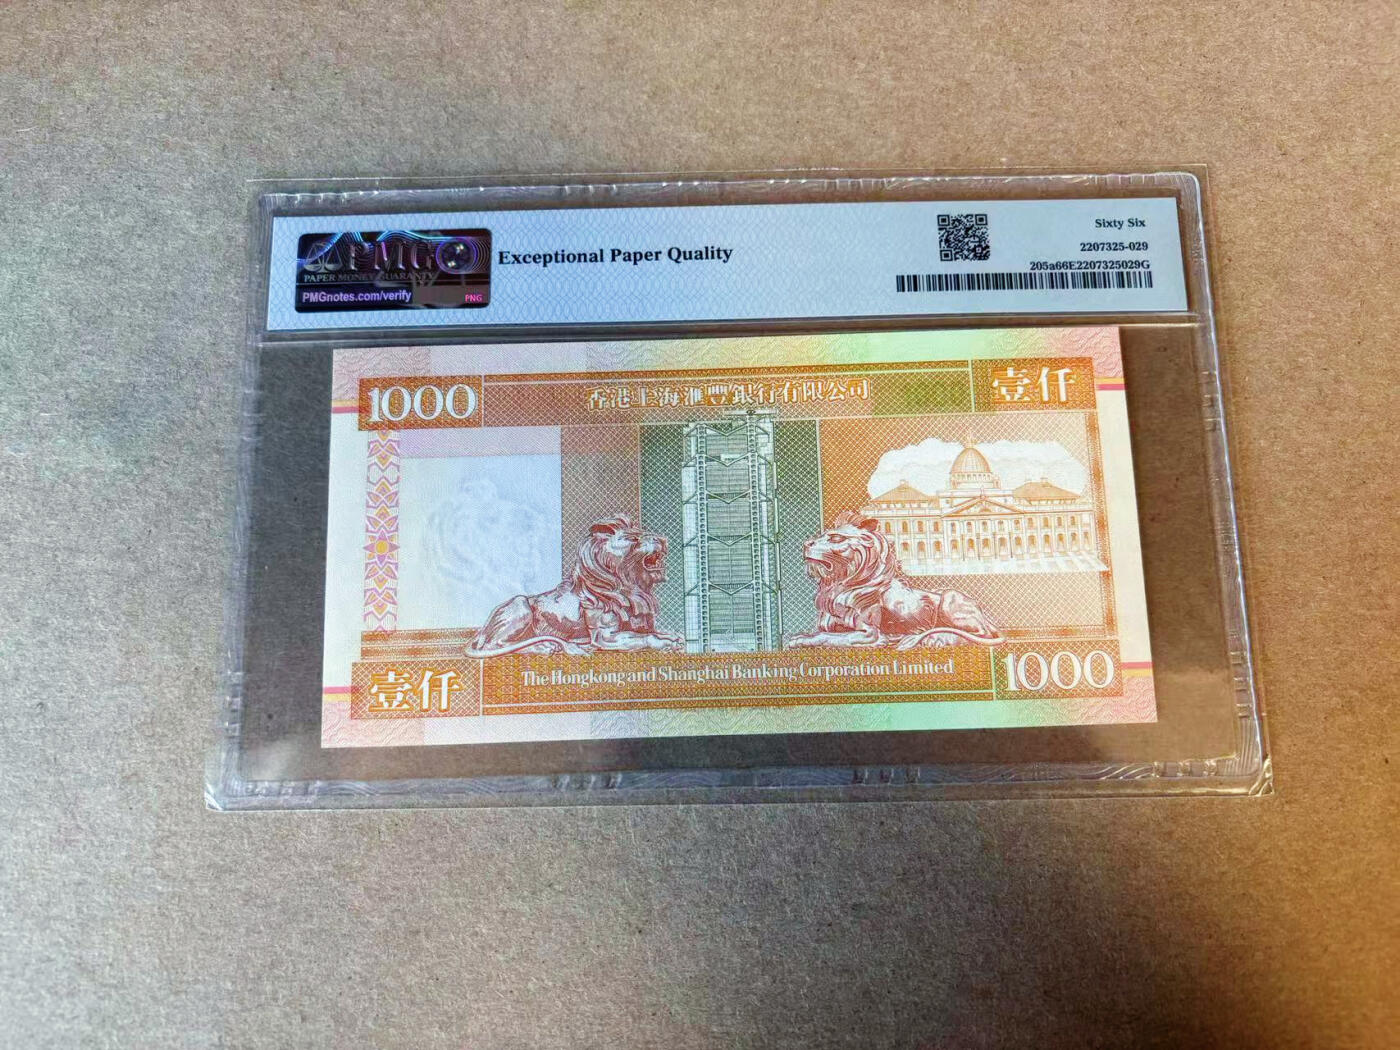 PMG
PAPER MONEY GUARANTY
PMGnotes.com/verify
PNG
Exceptional Paper Quality
Sixty Six
2207325-029
205a66E2207325029G
1000
香港上海滙豐銀行有限公司
壹仟
壹仟
The Hongkong and Shanghai Banking Corporation Limited
1000